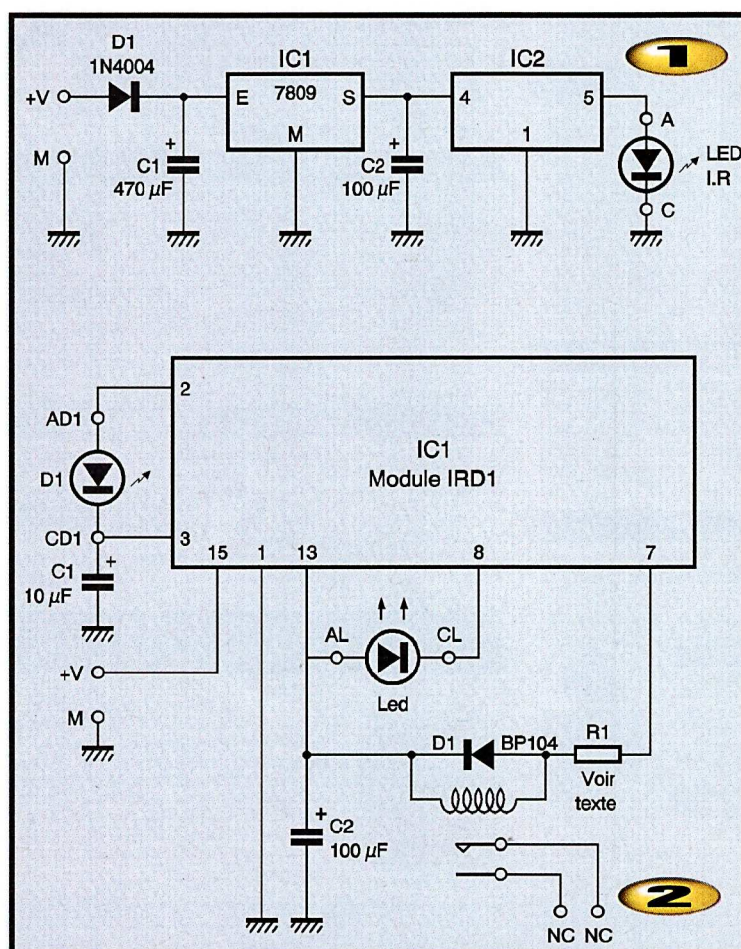 1
D1
1N4004
IC1
IC2
+V
E
7809
S
4
5
M
1
A
M
C1
470 µF
C2
100 µF
LED
I.R
C
2
AD1
IC1
Module IRD1
D1
CD1
3
15
1
13
8
7
C1
10 µF
AL
CL
+V
Led
M
D1
BP104
R1
Voir
texte
C2
100 µF
NC
NC
2